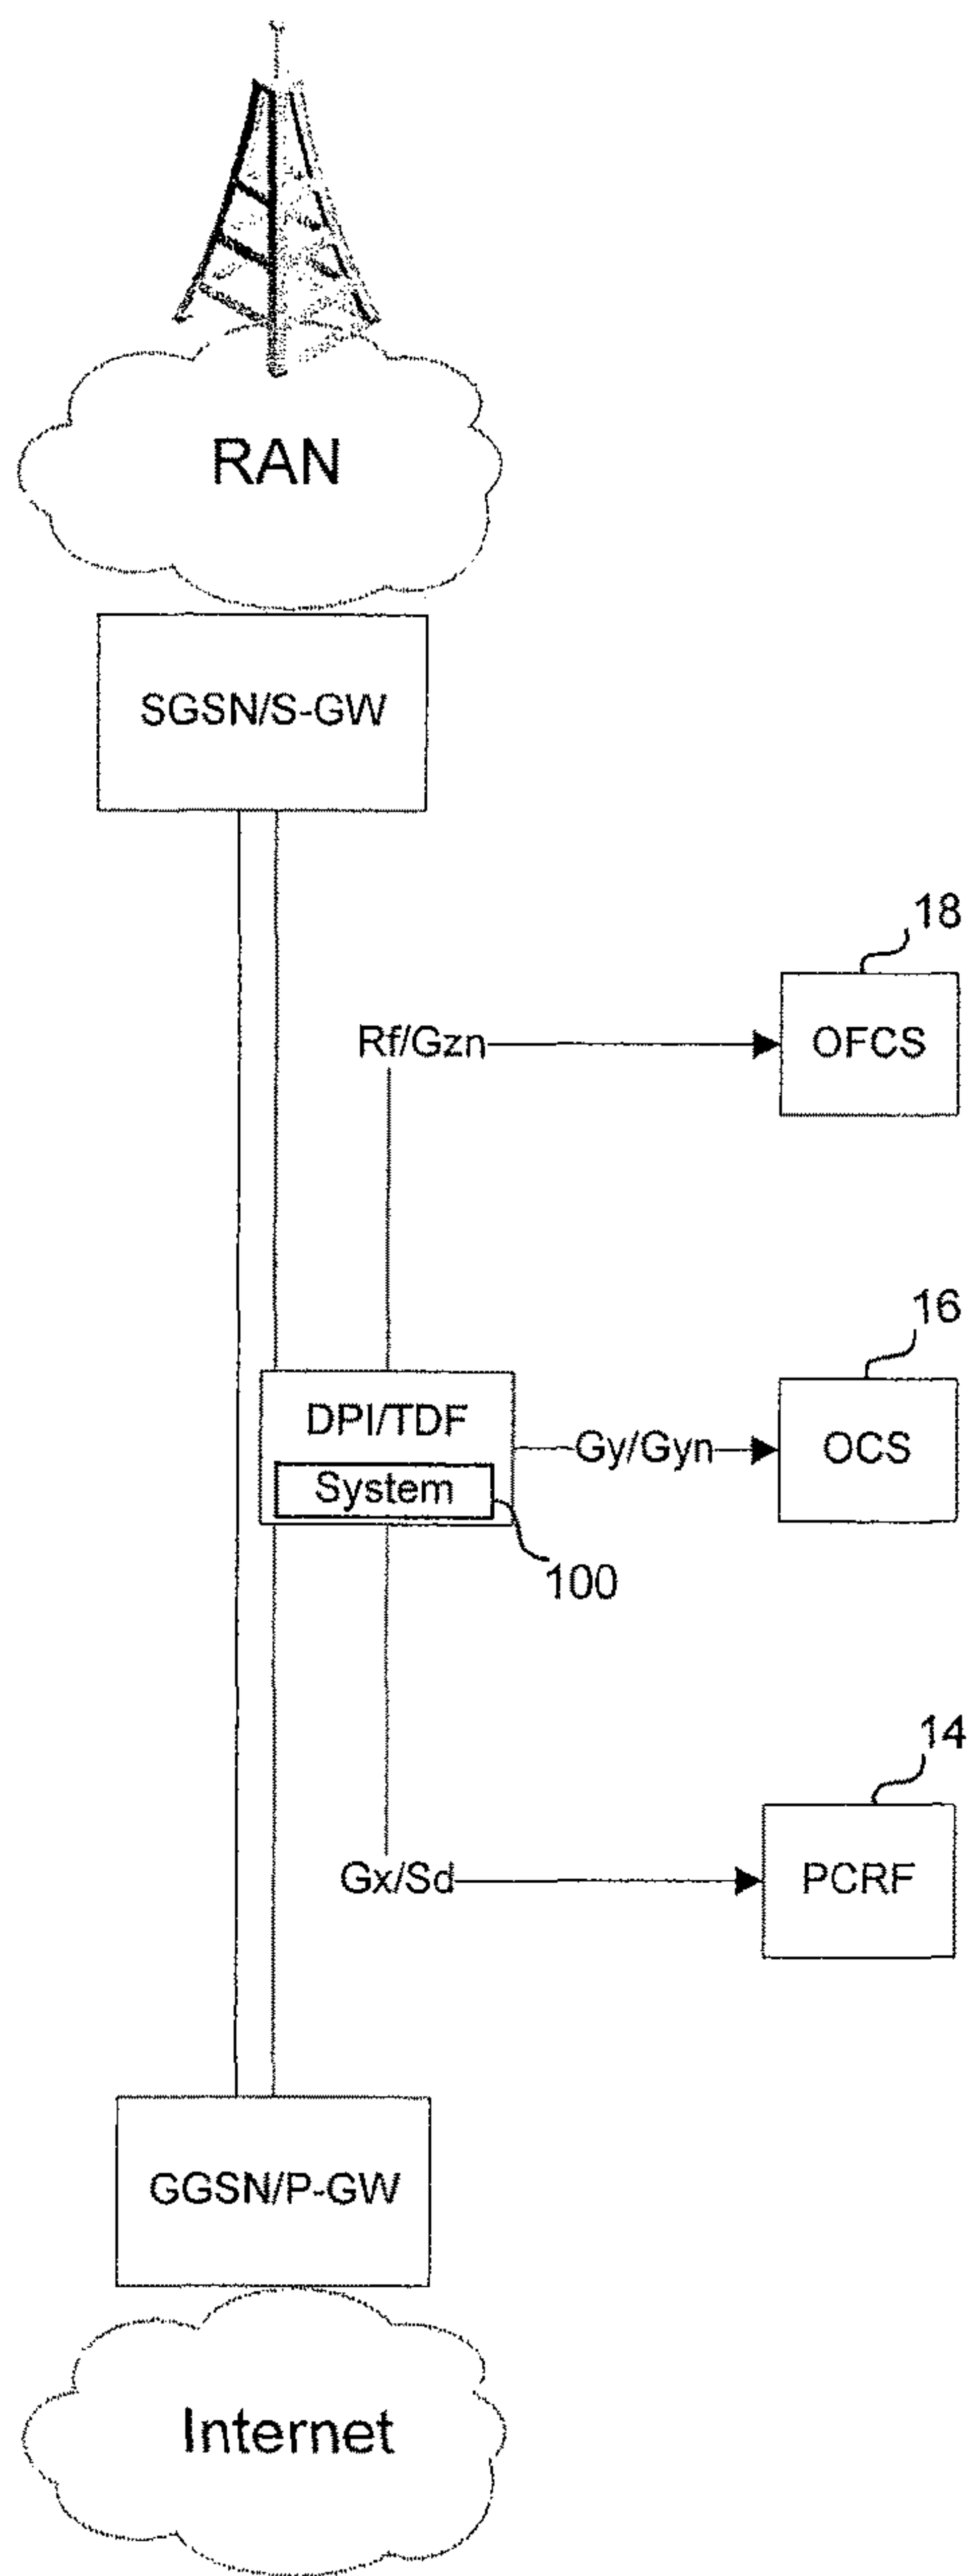 RAN
SGSN/S-GW
18
Rf/Gzn
OFCS
16
DPI/TDF
Gy/Gyn
OCS
System
100
14
Gx/Sd
PCRF
GGSN/P-GW
Internet